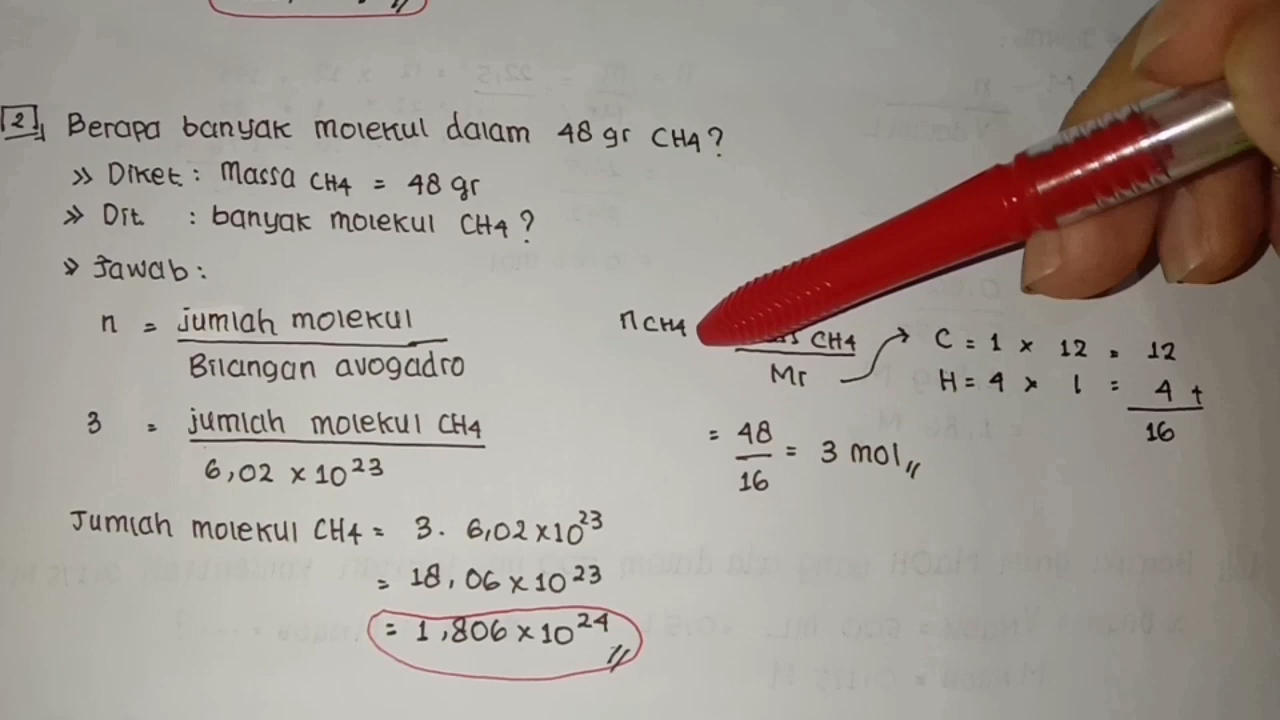 2 Berapa banyak molekul dalam 48 gr CH4?
>> Diket : Massa CH4 = 48 gr
>> Dit : banyak molekul CH4?
>> Jawab :
n = jumlah molekul
Bilangan avogadro
3 = jumlah molekul CH4
6,02 x 10^23
Jumlah molekul CH4 = 3. 6,02 x 10^23
= 18,06 x 10^23
= 1,806 x 10^24
n CH4
CH4
Mr
C = 1 x 12 = 12
H = 4 x 1 = 4 +
16
= 48
16
= 3 mol